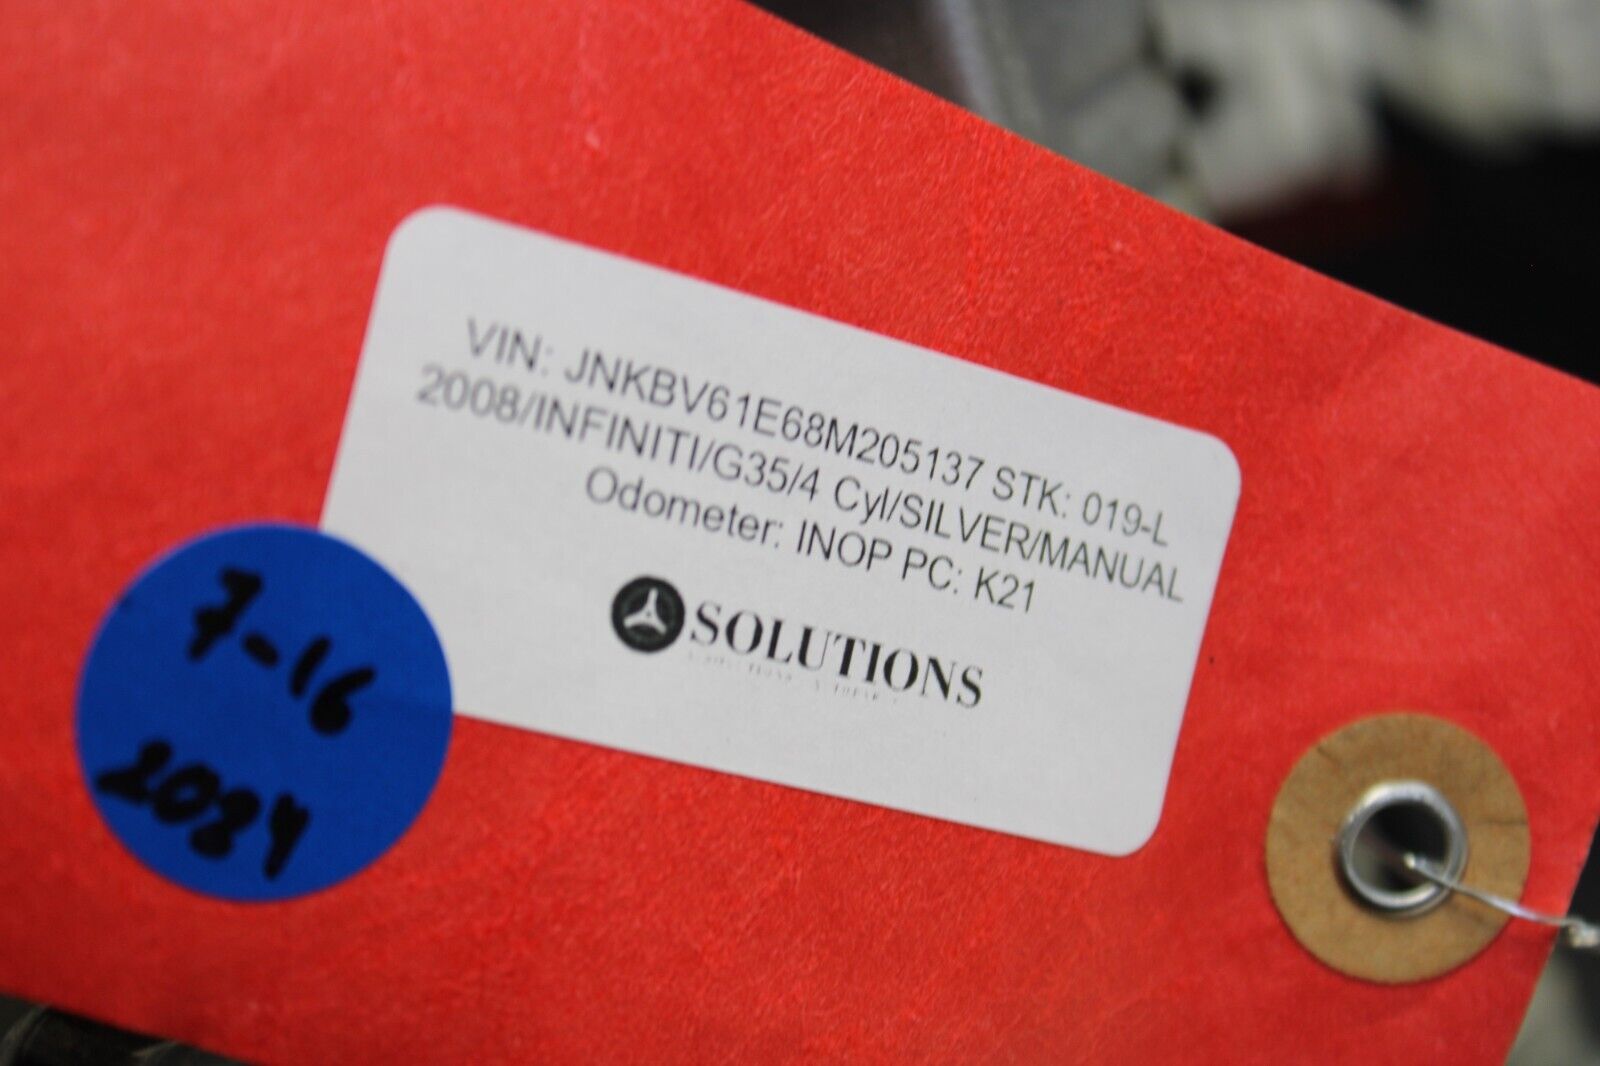 VIN: JNKBV61E68M205137 STK: 019-L
2008/INFINITI/G35/4 Cyl/SILVER/MANUAL
Odometer: INOP PC: K21
SOLUTIONS
7-16
2024